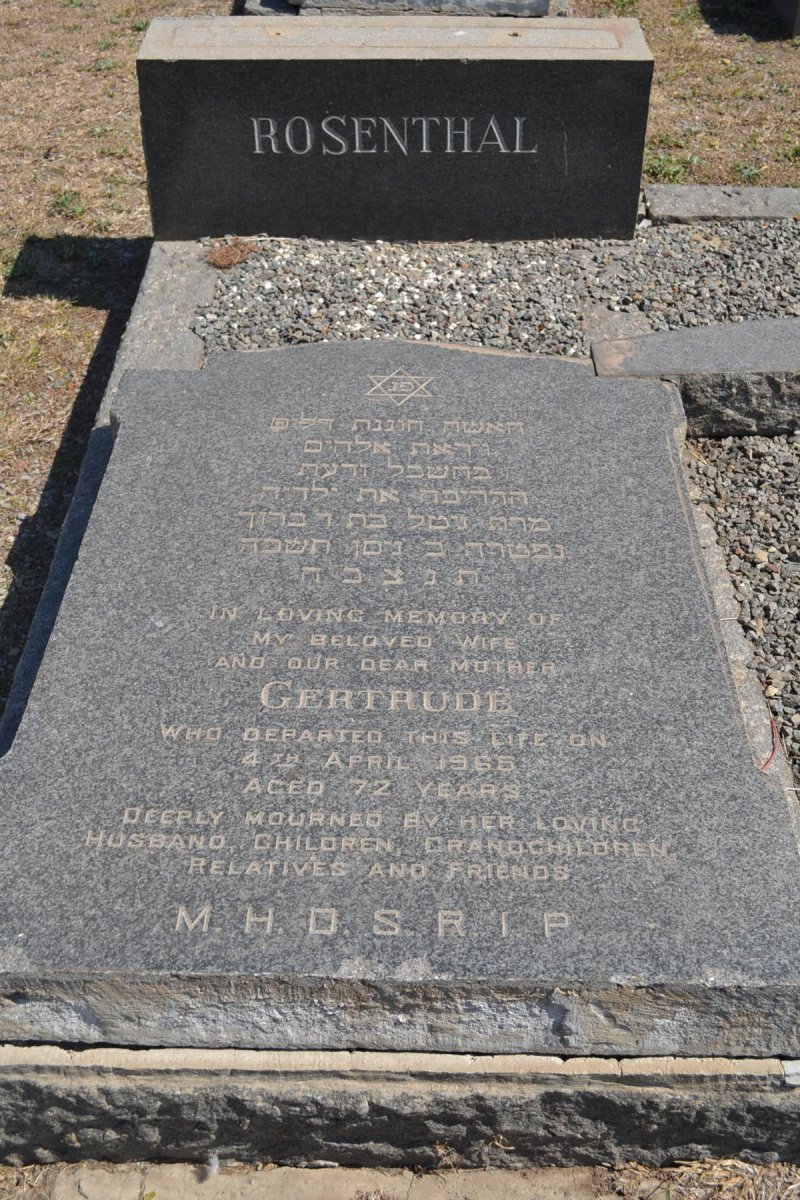 ROSENTHAL
פנ
האשה חוננת דלים
ויראת אלהים
בהשכל ודעת
הדריכה את ילדיה
מרת גיטל בת ר' ברוך
נפטרה ב' ניסן תשכה
ת נ צ ב ה
IN LOVING MEMORY OF
MY BELOVED WIFE
AND OUR DEAR MOTHER
GERTRUDE
WHO DEPARTED THIS LIFE ON
4TH APRIL 1965
AGED 72 YEARS
DEEPLY MOURNED BY HER LOVING
HUSBAND, CHILDREN, GRANDCHILDREN,
RELATIVES AND FRIENDS.
M.H.D.S.R.I.P.